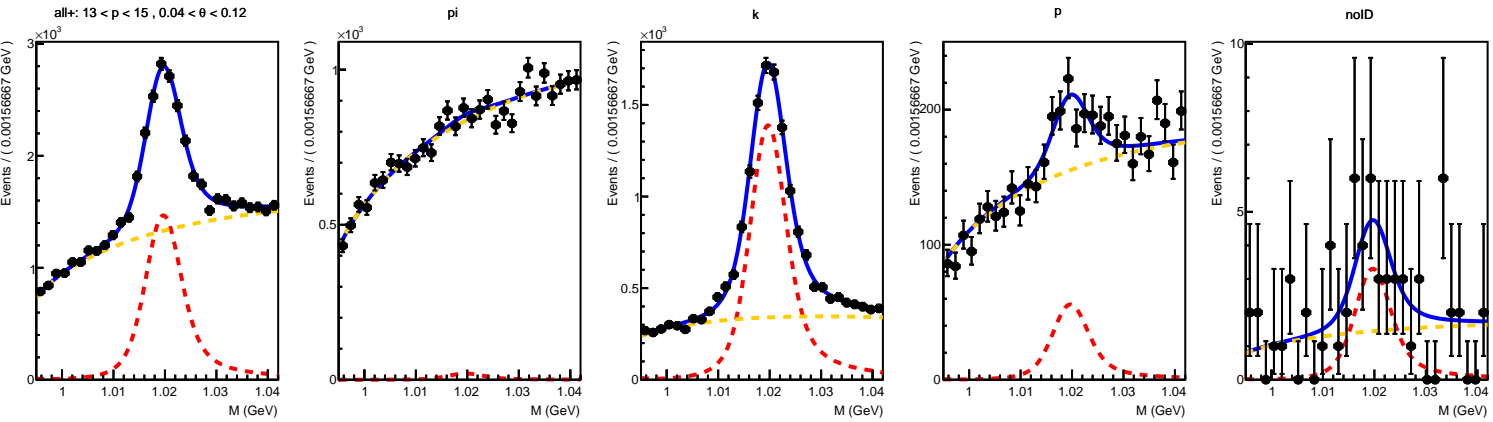 all+: 13 < p < 15 , 0.04 < θ < 0.12
×10³
Events / ( 0.00156667 GeV )
3
2
1
0
1 1.01 1.02 1.03 1.04
M (GeV)
pi
×10³
Events / ( 0.00156667 GeV )
1
0.5
0
1 1.01 1.02 1.03 1.04
M (GeV)
k
×10³
Events / ( 0.00156667 GeV )
1.5
1
0.5
0
1 1.01 1.02 1.03 1.04
M (GeV)
p
Events / ( 0.00156667 GeV )
200
100
0
1 1.01 1.02 1.03 1.04
M (GeV)
noID
Events / ( 0.00156667 GeV )
10
5
0
1 1.01 1.02 1.03 1.04
M (GeV)